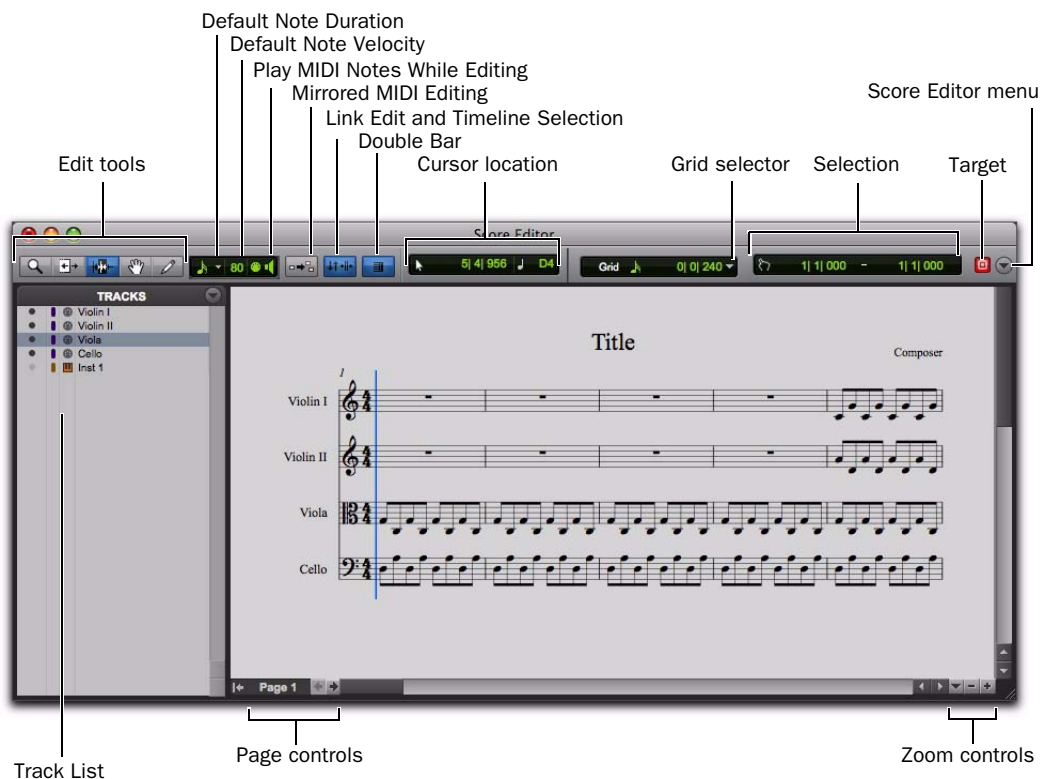 Default Note Duration
Default Note Velocity
Play MIDI Notes While Editing
Mirrored MIDI Editing
Link Edit and Timeline Selection
Double Bar
Score Editor menu
Edit tools
Cursor location
Grid selector
Selection
Target
Score Editor
80
5| 4| 956
D4
Grid
0| 0| 240
1| 1| 000 - 1| 1| 000
TRACKS
Violin I
Violin II
Viola
Cello
Inst 1
Title
Composer
1
Violin I
Violin II
Viola
Cello
Page 1
Page controls
Zoom controls
Track List